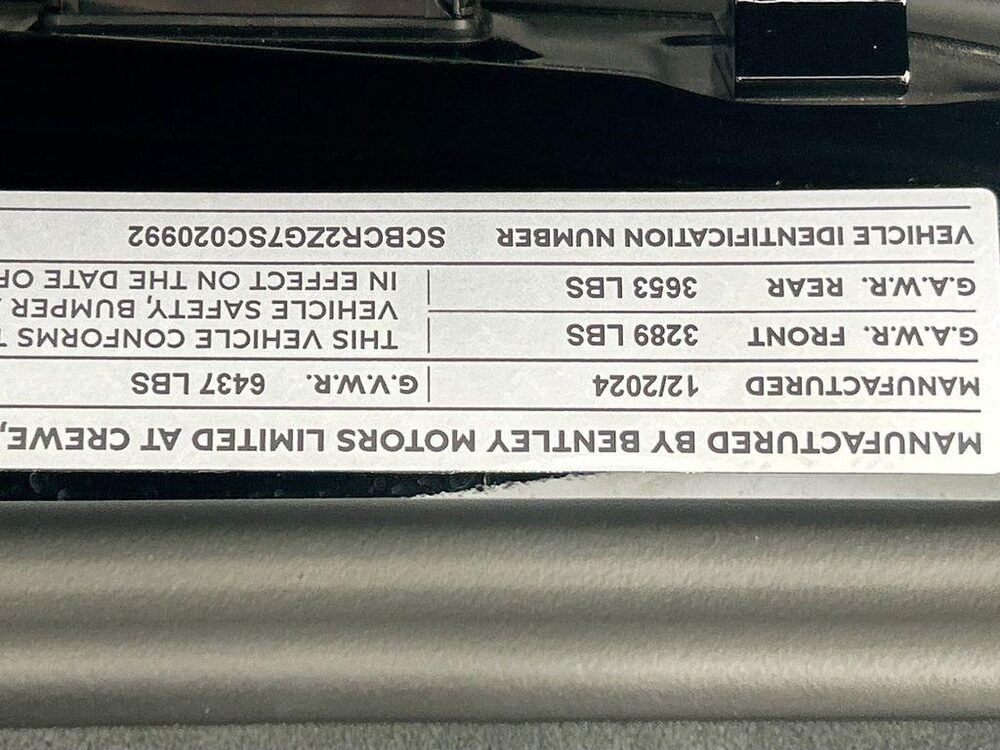 MANUFACTURED BY BENTLEY MOTORS LIMITED AT CREWE,
MANUFACTURED 12/2024 G.V.W.R. 6437 LBS
G.A.W.R. FRONT 3289 LBS THIS VEHICLE CONFORMS
G.A.W.R. REAR 3653 LBS VEHICLE SAFETY, BUMPER
IN EFFECT ON THE DATE OF
VEHICLE IDENTIFICATION NUMBER SCBCR2ZG7SC020992